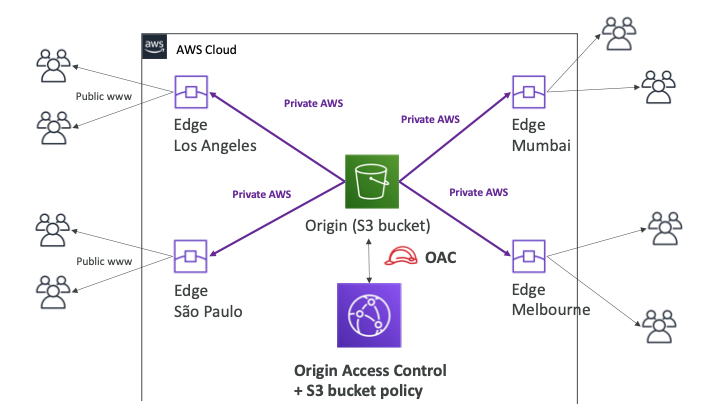 aws
AWS Cloud
Public www
Private AWS
Private AWS
Edge
Los Angeles
Edge
Mumbai
Private AWS
Private AWS
Origin (S3 bucket)
Public www
OAC
Edge
São Paulo
Edge
Melbourne
Origin Access Control
+ S3 bucket policy